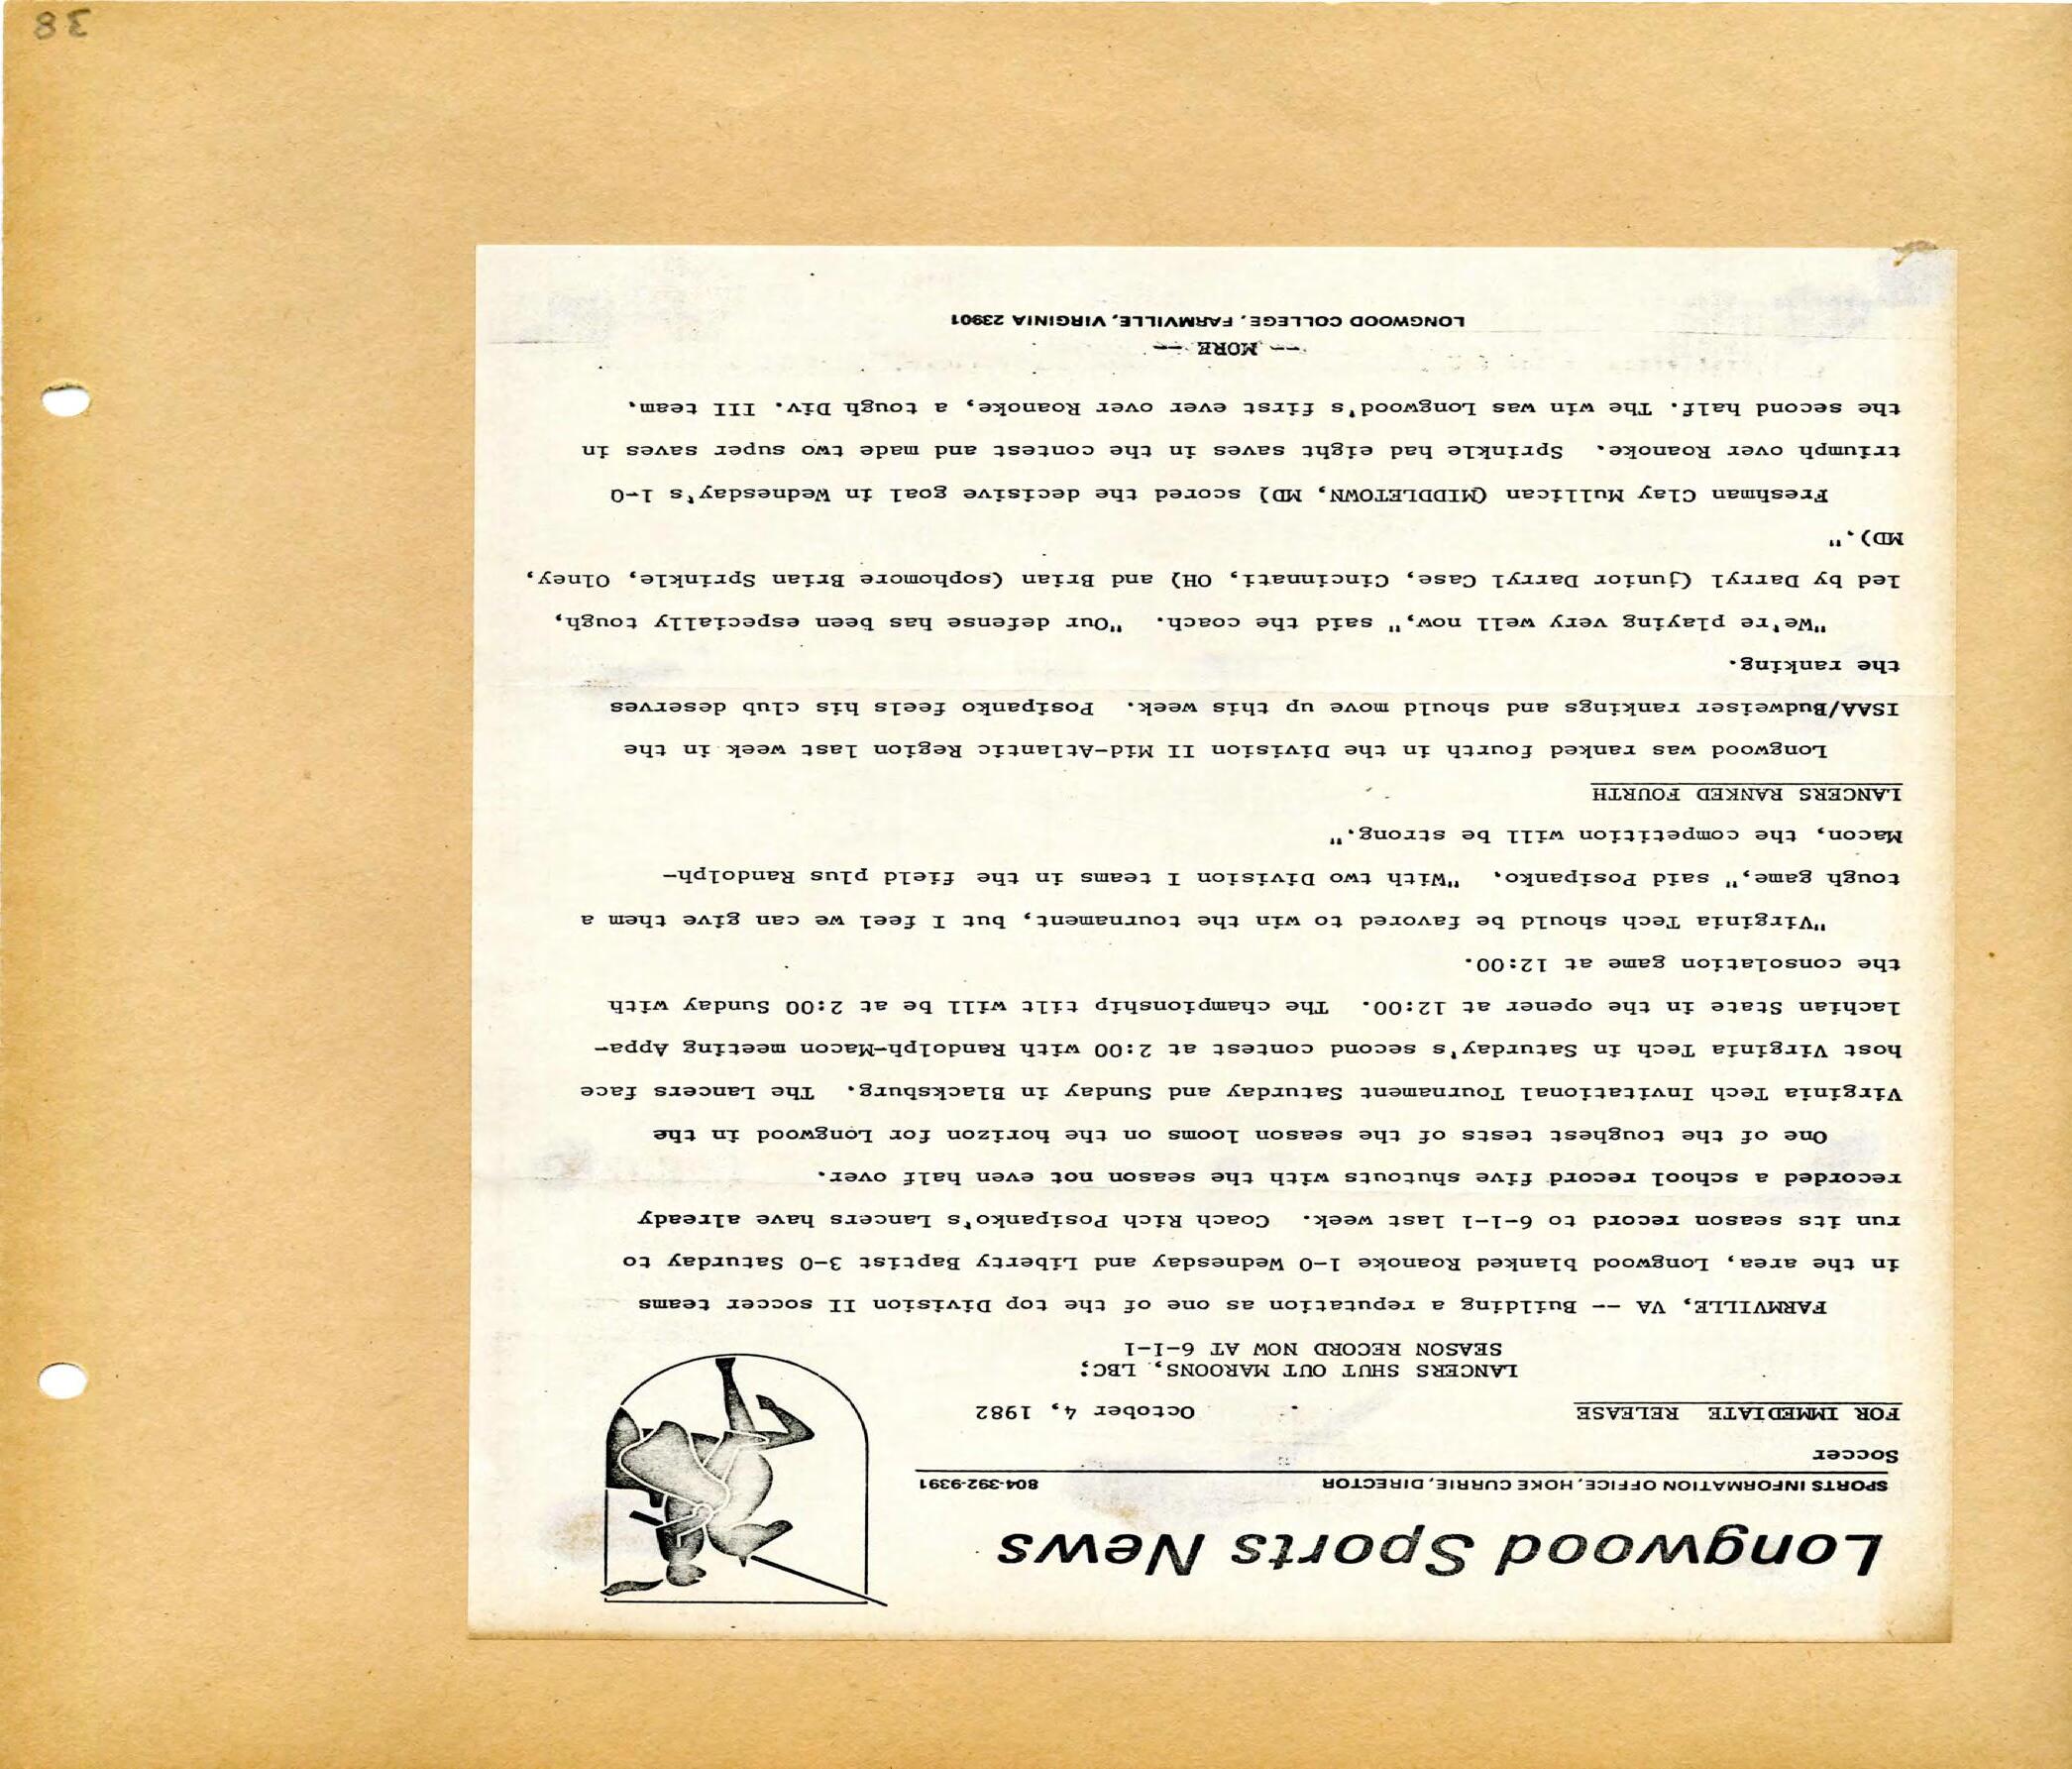 Longwood Sports News
SPORTS INFORMATION OFFICE, HOKE CURRIE, DIRECTOR 804-392-9391
Soccer
FOR IMMEDIATE RELEASE October 4, 1982
LANCERS SHUT OUT MAROONS, LBC;
SEASON RECORD NOW AT 6-1-1
FARMVILLE, VA -- Building a reputation as one of the top Division II soccer teams
in the area, Longwood blanked Roanoke 1-0 Wednesday and Liberty Baptist 3-0 Saturday to
run its season record to 6-1-1 last week. Coach Rich Posipanko's Lancers have already
recorded a school record five shutouts with the season not even half over.
One of the toughest tests of the season looms on the horizon for Longwood in the
Virginia Tech Invitational Tournament Saturday and Sunday in Blacksburg. The Lancers face
host Virginia Tech in Saturday's second contest at 2:00 with Randolph-Macon meeting Appa-
lachian State in the opener at 12:00. The championship tilt will be at 2:00 Sunday with
the consolation game at 12:00.
"Virginia Tech should be favored to win the tournament, but I feel we can give them a
tough game," said Posipanko. "With two Division I teams in the field plus Randolph-
Macon, the competition will be strong."
LANCERS RANKED FOURTH
Longwood was ranked fourth in the Division II Mid-Atlantic Region last week in the
ISAA/Budweiser rankings and should move up this week. Posipanko feels his club deserves
the ranking.
"We're playing very well now," said the coach. "Our defense has been especially tough,
led by Darryl (junior Darryl Case, Cincinnati, OH) and Brian (sophomore Brian Sprinkle, Olney,
MD)."
Freshman Clay Mullican (MIDDLETOWN, MD) scored the decisive goal in Wednesday's 1-0
triumph over Roanoke. Sprinkle had eight saves in the contest and made two super saves in
the second half. The win was Longwood's first ever over Roanoke, a tough Div. III team.
-- MORE --
LONGWOOD COLLEGE, FARMVILLE, VIRGINIA 23901
38